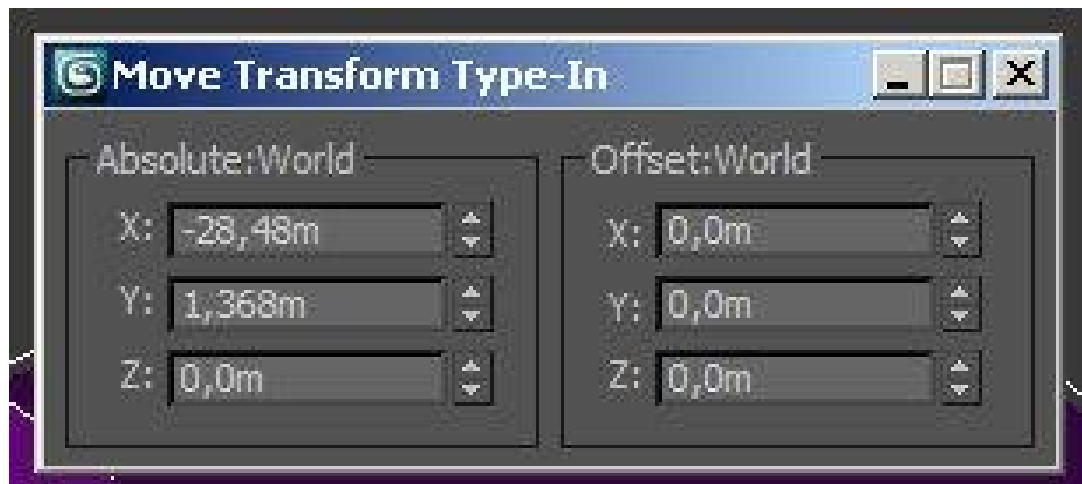 Move Transform Type-In
Absolute:World
X: -28,48m
Y: 1,368m
Z: 0,0m
Offset:World
X: 0,0m
Y: 0,0m
Z: 0,0m